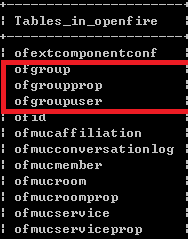 +--------------------
| Tables_in_openfire
+--------------------
| ofextcomponentconf
| ofgroup
| ofgroupprop
| ofgroupuser
| ofid
| ofmucaffiliation
| ofmucconversationlog
| ofmucmember
| ofmucroom
| ofmucroomprop
| ofmucservice
| ofmucserviceprop